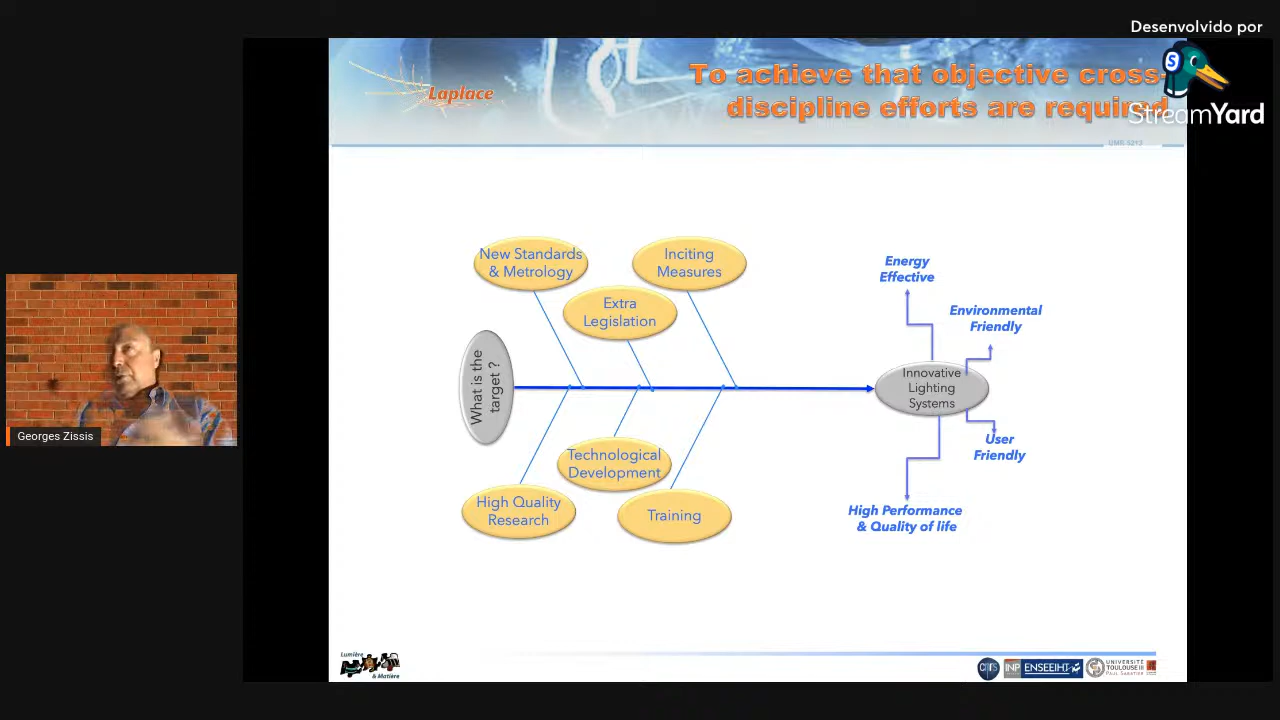 Desenvolvido por
StreamYard
Laplace
To achieve that objective cross-
discipline efforts are required
UMR 5213
New Standards
& Metrology
Inciting
Measures
Extra
Legislation
What is the
target ?
Technological
Development
High Quality
Research
Training
Energy
Effective
Environmental
Friendly
Innovative
Lighting
Systems
User
Friendly
High Performance
& Quality of life
Georges Zissis
Lumière
& Matière
CNRS
INP
ENSEEIHT
UNIVERSITÉ
TOULOUSE III
PAUL SABATIER